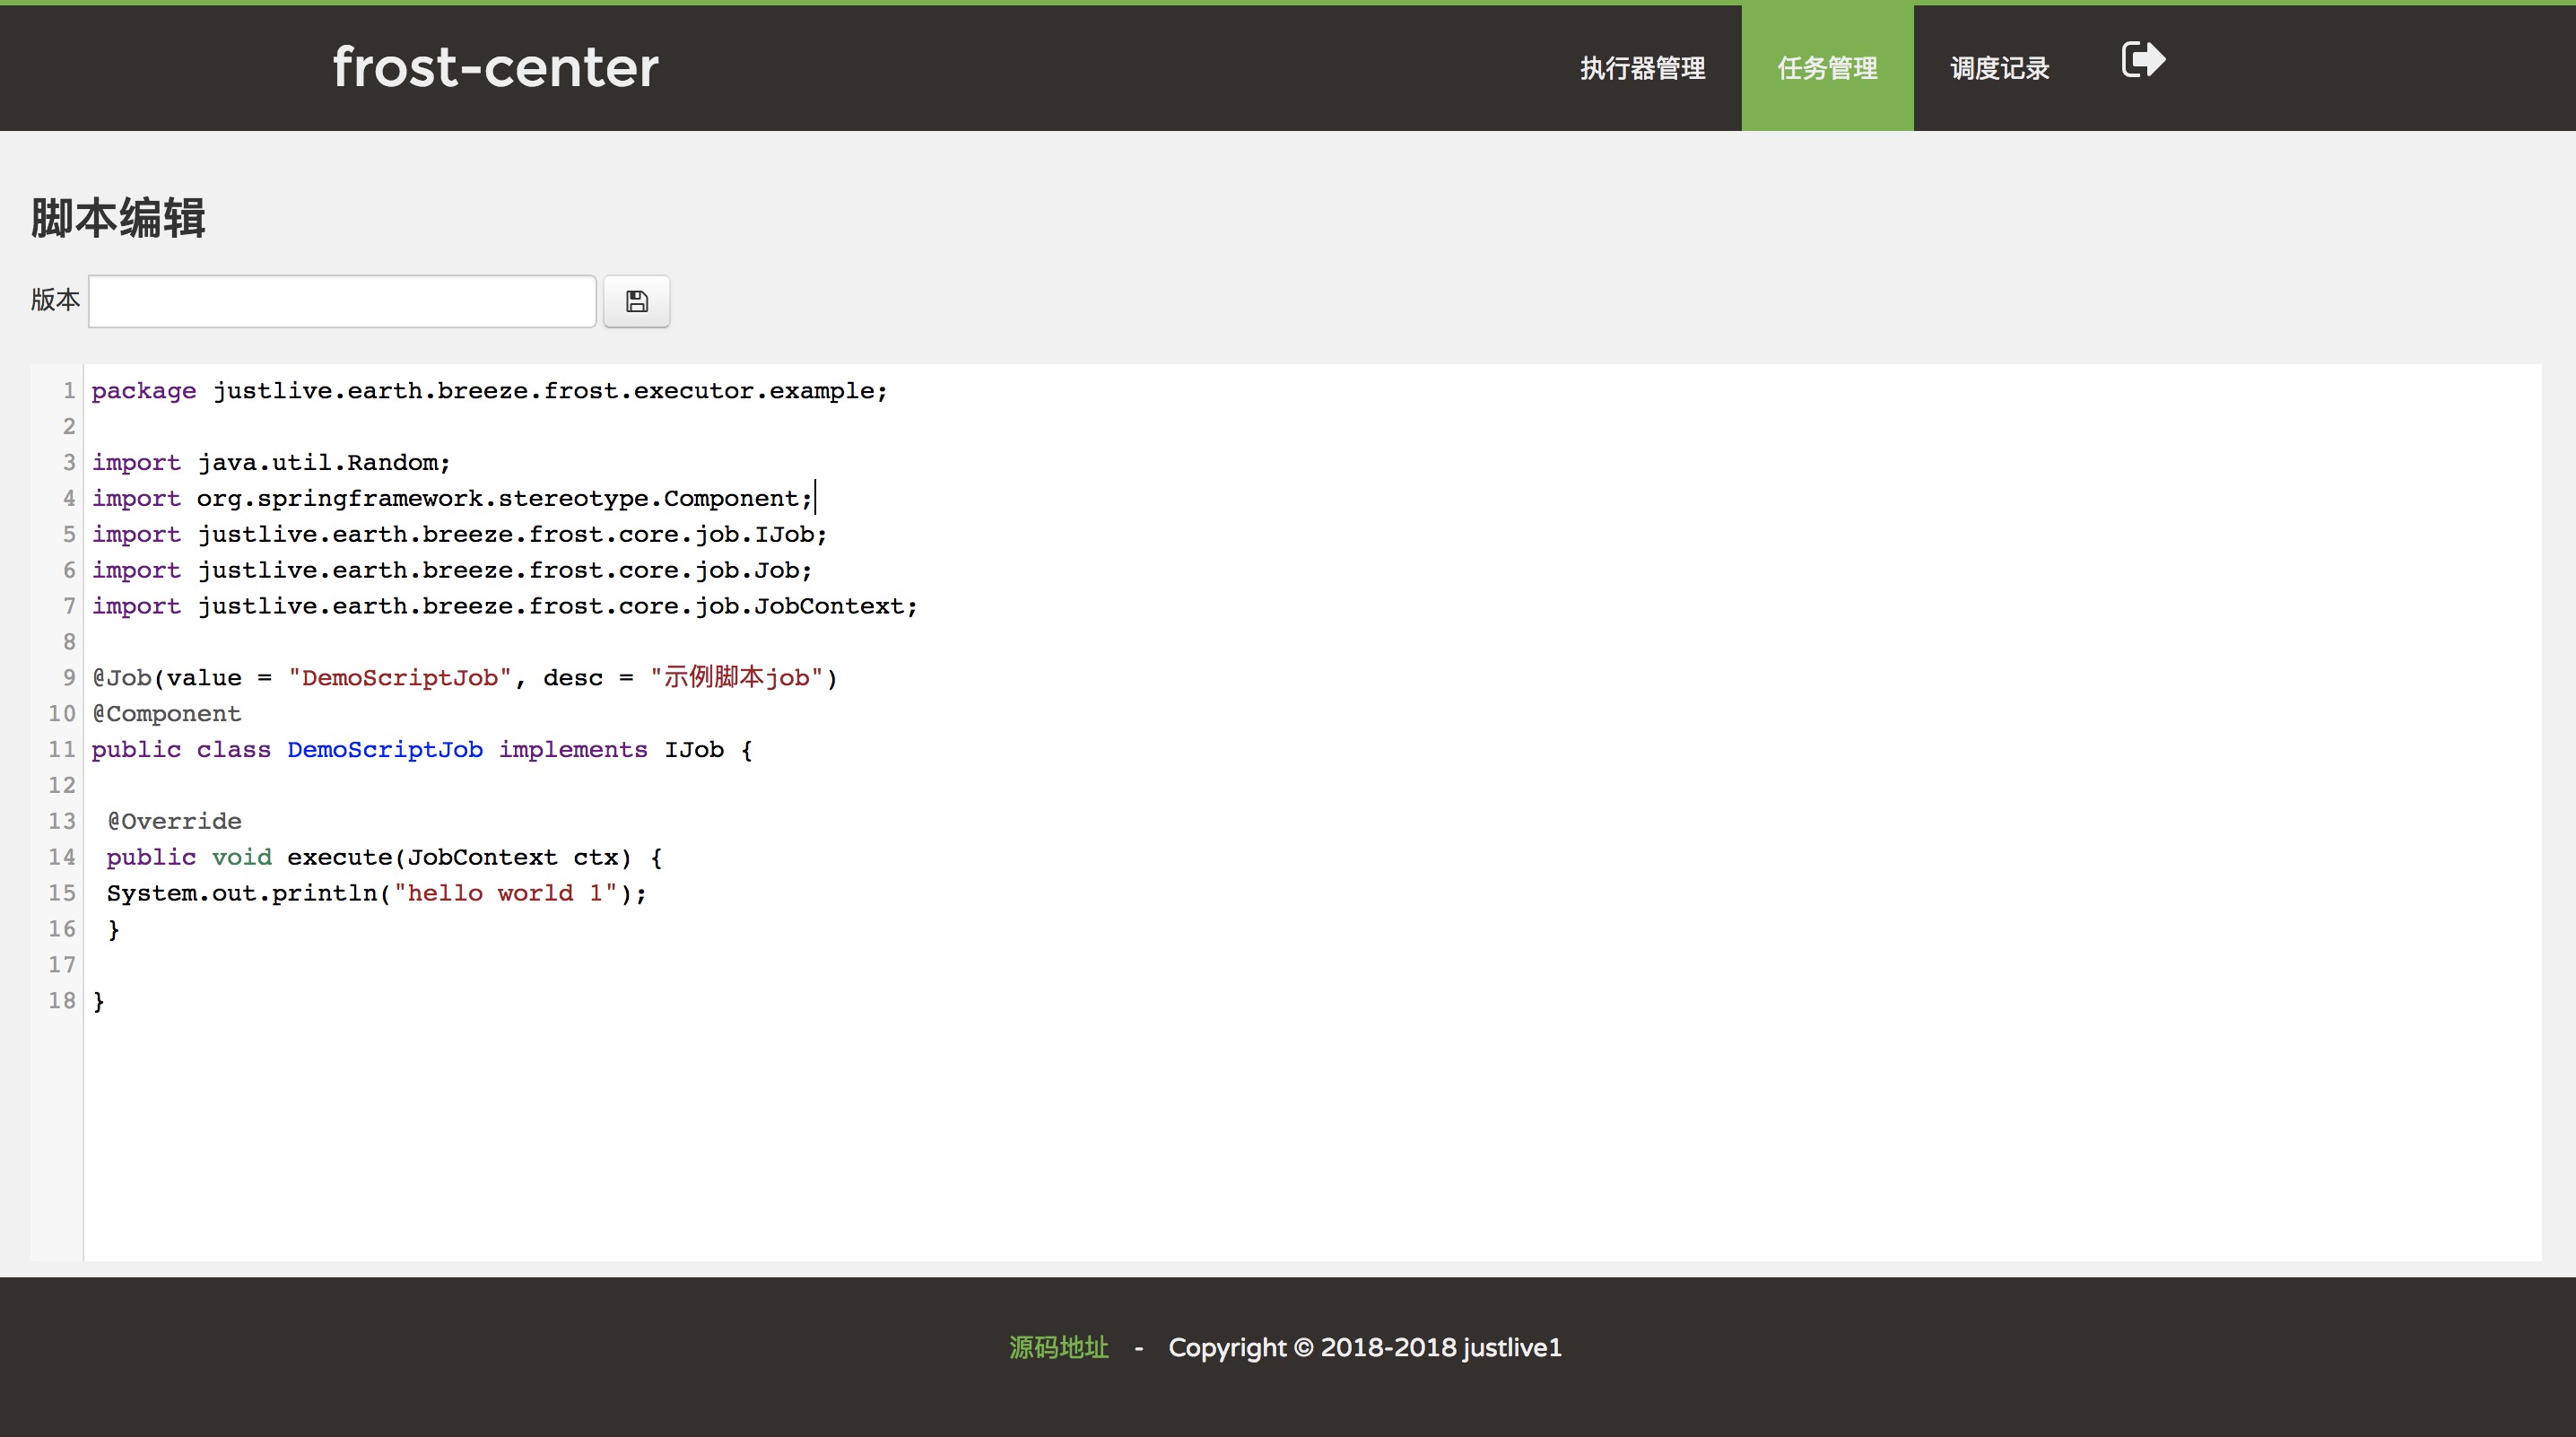 frost-center
执行器管理 任务管理 调度记录
脚本编辑
版本
1 package justlive.earth.breeze.frost.executor.example;
2
3 import java.util.Random;
4 import org.springframework.stereotype.Component;
5 import justlive.earth.breeze.frost.core.job.IJob;
6 import justlive.earth.breeze.frost.core.job.Job;
7 import justlive.earth.breeze.frost.core.job.JobContext;
8
9 @Job(value = "DemoScriptJob", desc = "示例脚本job")
10 @Component
11 public class DemoScriptJob implements IJob {
12
13 @Override
14 public void execute(JobContext ctx) {
15 System.out.println("hello world 1");
16 }
17
18 }
源码地址 - Copyright © 2018-2018 justlive1